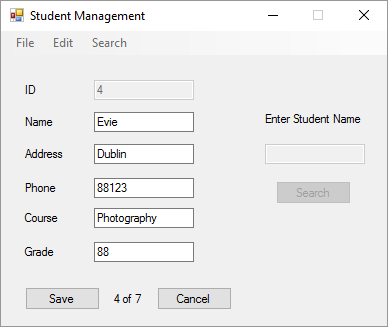 Student Management
File Edit Search
ID 4
Name Evie
Enter Student Name
Address Dublin
Phone 88123
Search
Course Photography
Grade 88
Save 4 of 7 Cancel